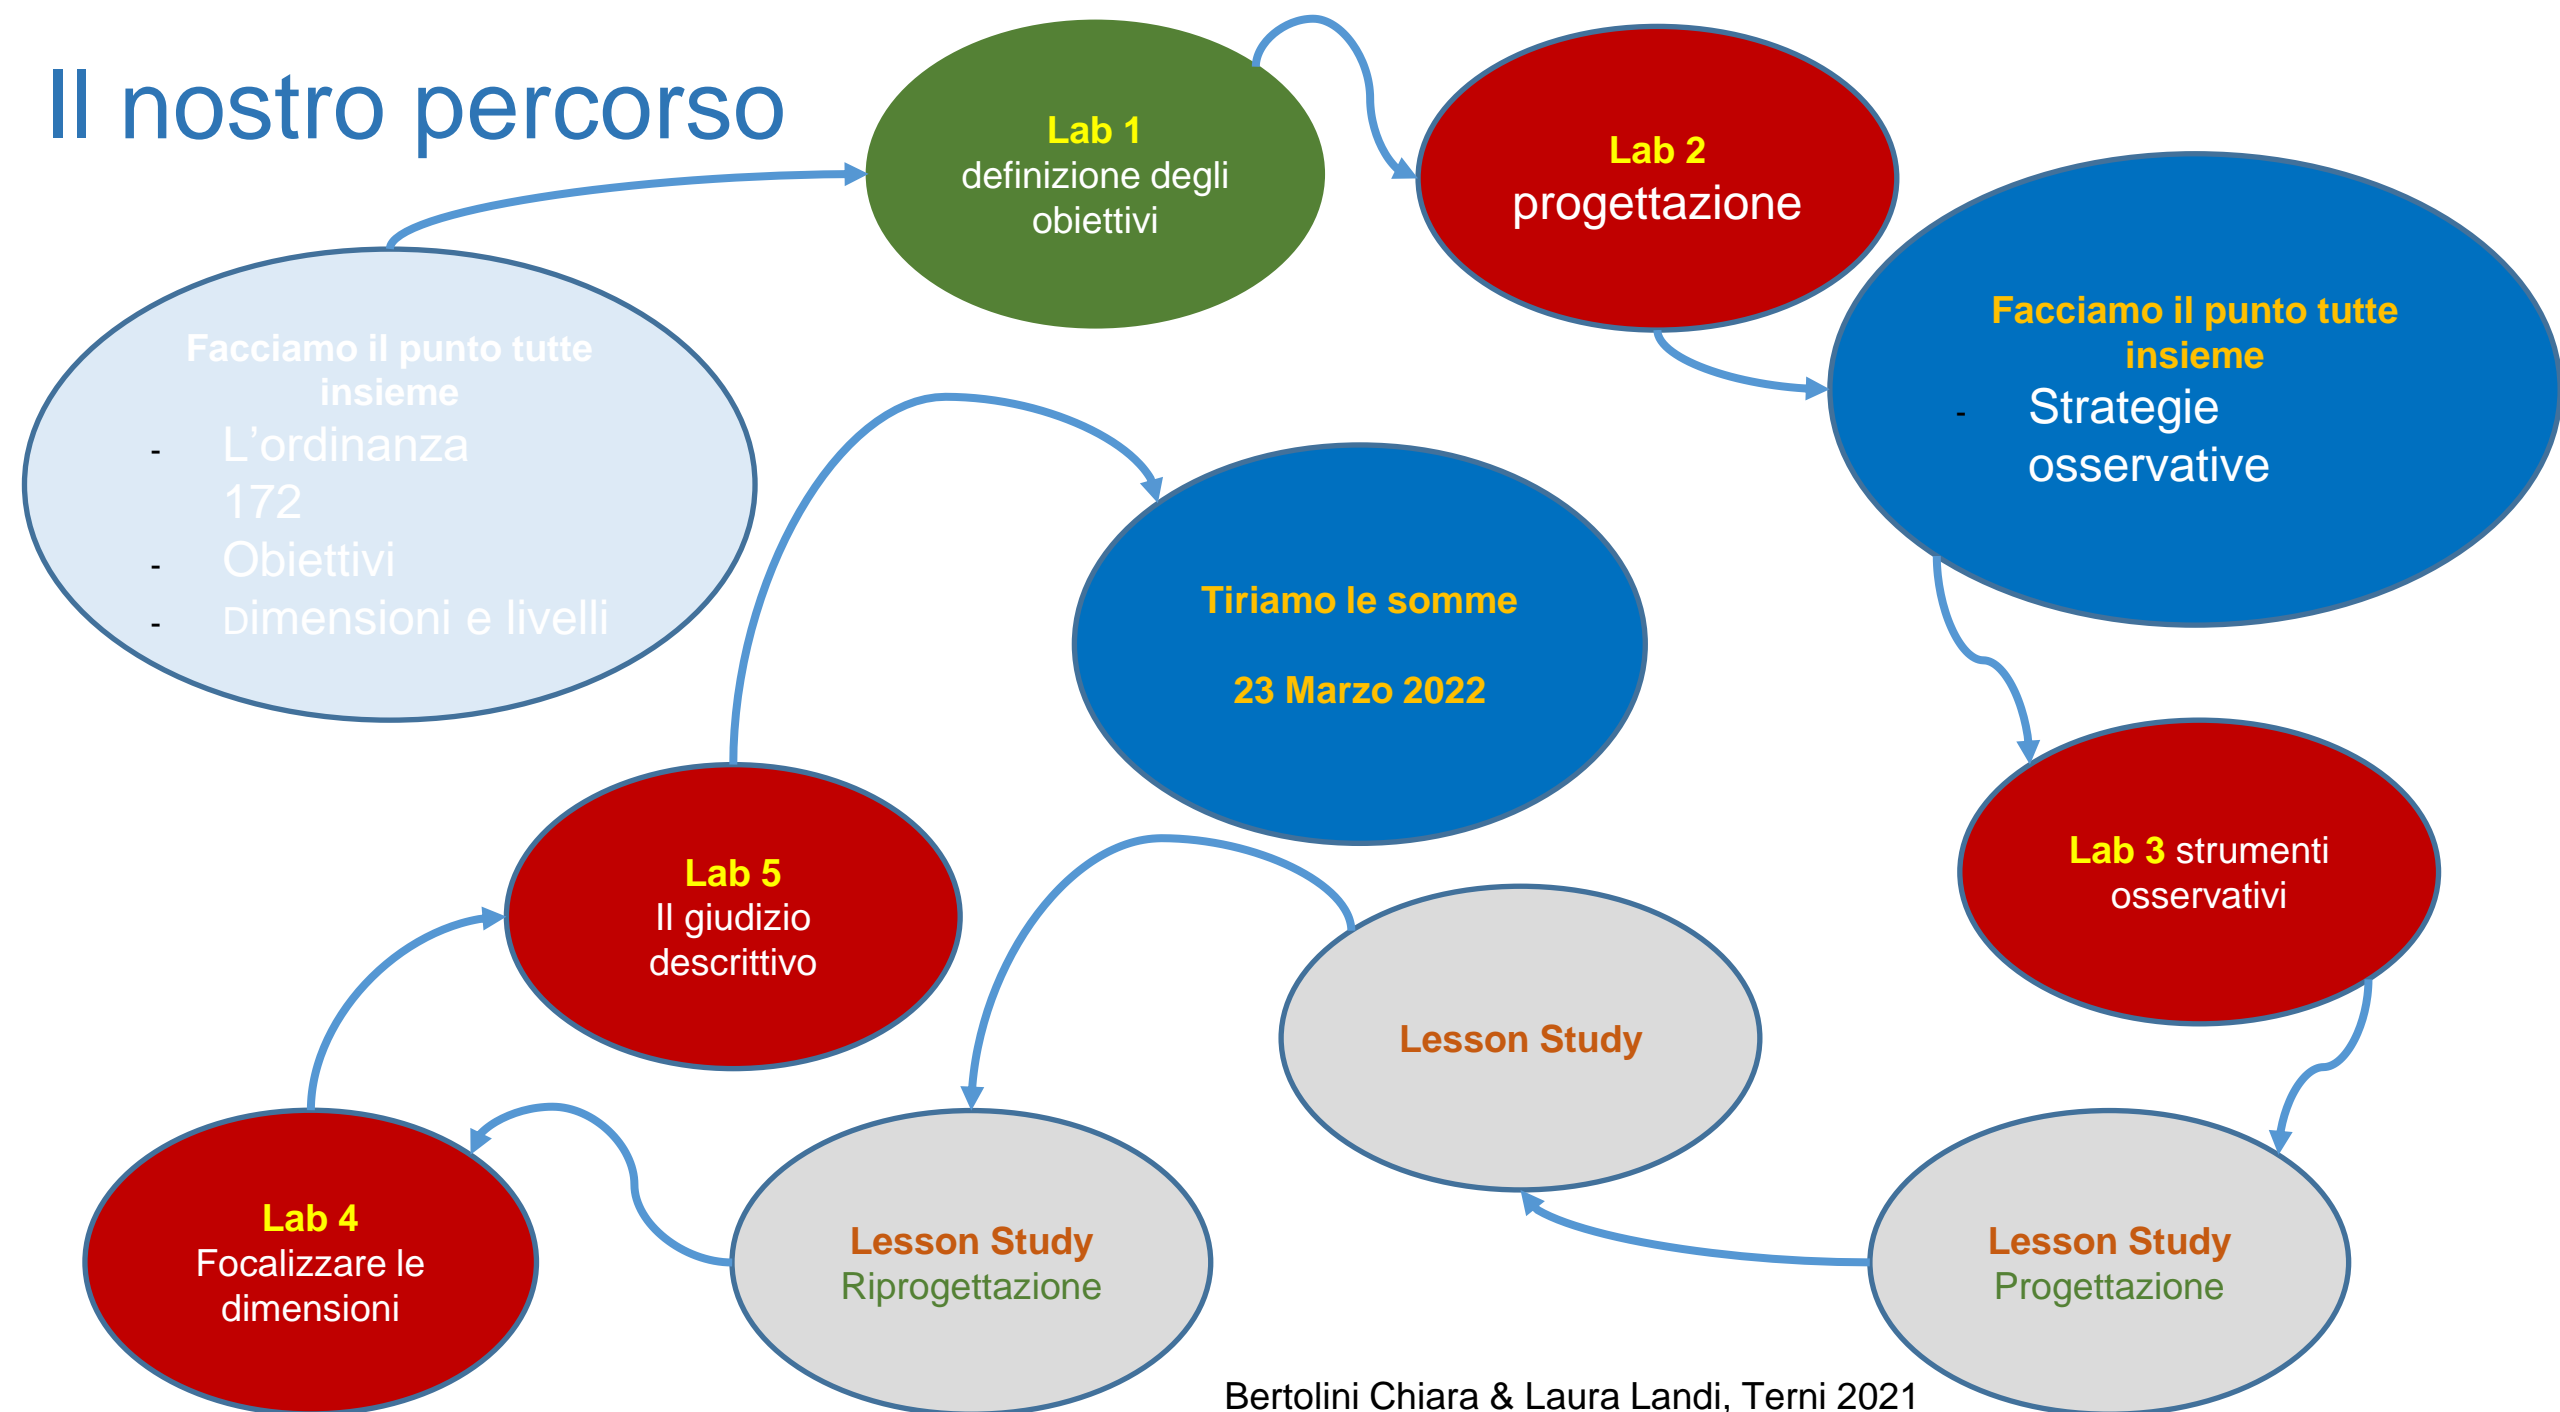 Il nostro percorso
Facciamo il punto tutte
insieme
- L’ordinanza
172
- Obiettivi
- Dimensioni e livelli
Lab 1
definizione degli
obiettivi
Lab 2
progettazione
Facciamo il punto tutte
insieme
- Strategie
osservative
Lab 3 strumenti
osservativi
Lesson Study
Progettazione
Lesson Study
Lesson Study
Riprogettazione
Lab 4
Focalizzare le
dimensioni
Lab 5
Il giudizio
descrittivo
Tiriamo le somme
23 Marzo 2022
Bertolini Chiara & Laura Landi, Terni 2021